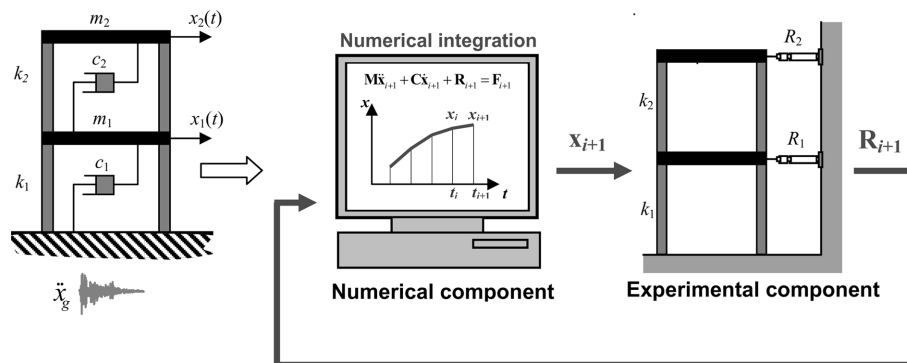 m₂
x₂(t)
k₂
c₂
m₁
x₁(t)
k₁
c₁
ẍg
Numerical integration
Mẍᵢ₊₁ + Cẋᵢ₊₁ + Rᵢ₊₁ = Fᵢ₊₁
x
xᵢ xᵢ₊₁
tᵢ tᵢ₊₁ t
Numerical component
xᵢ₊₁
R₂
k₂
R₁
k₁
Experimental component
Rᵢ₊₁